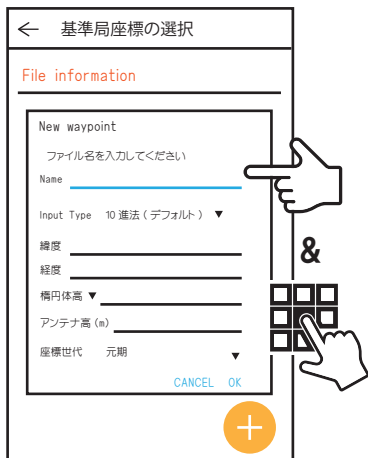 ← 基準局座標の選択
File information
New waypoint
ファイル名を入力してください
Name
Input Type 10進法(デフォルト) ▼
緯度
経度
楕円体高 ▼
アンテナ高(m)
座標世代 元期 ▼
CANCEL OK
+
&